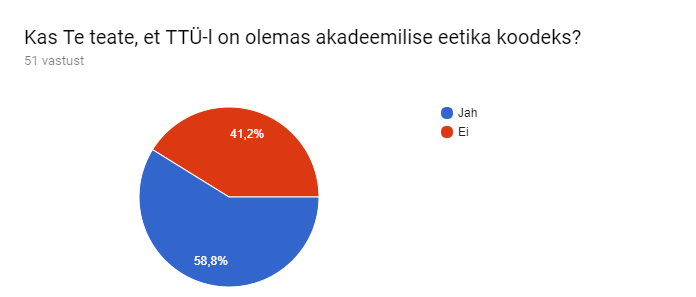 Kas Te teate, et TTÜ-l on olemas akadeemilise eetika koodeks?
51 vastust
Jah
Ei
41,2%
58,8%